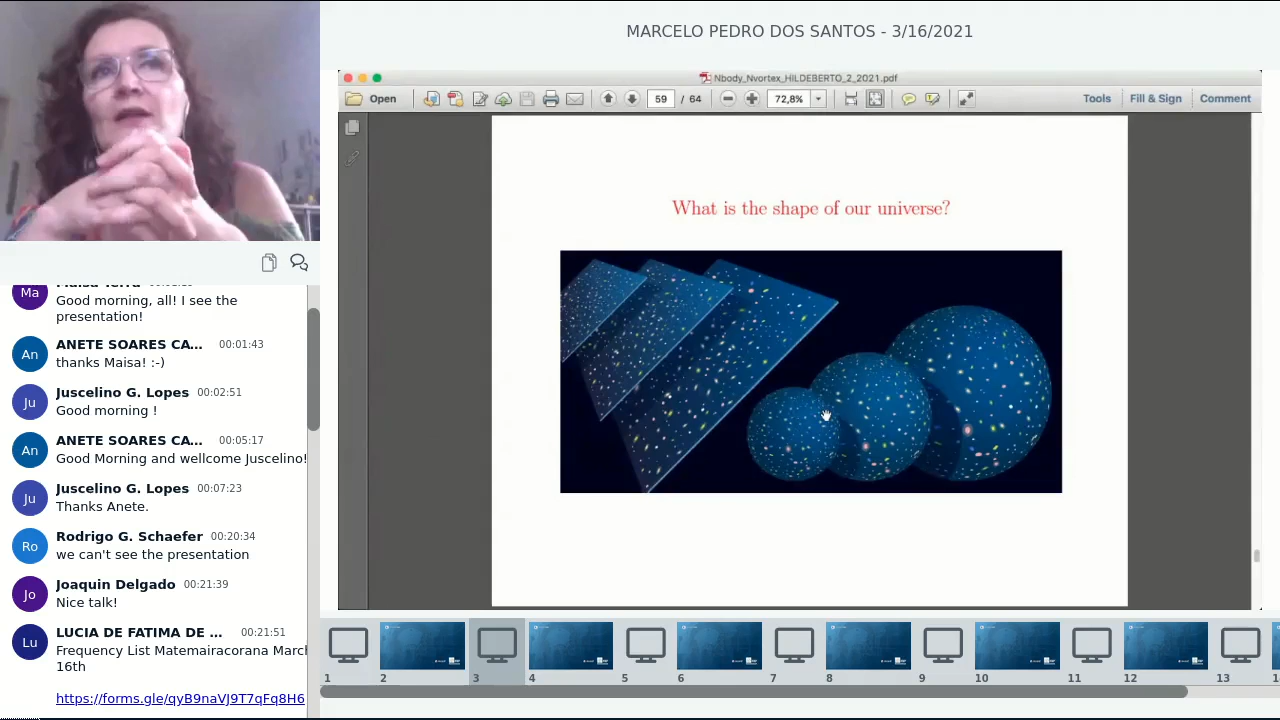 MARCELO PEDRO DOS SANTOS - 3/16/2021
Nbody_Nvortex_HILDEBERTO_2_2021.pdf
Open
59 / 64
72,8%
Tools
Fill & Sign
Comment
What is the shape of our universe?
Ma
Good morning, all! I see the
presentation!
An
ANETE SOARES CA... 00:01:43
thanks Maisa! :-)
Ju
Juscelino G. Lopes 00:02:51
Good morning !
An
ANETE SOARES CA... 00:05:17
Good Morning and wellcome Juscelino!
Ju
Juscelino G. Lopes 00:07:23
Thanks Anete.
Ro
Rodrigo G. Schaefer 00:20:34
we can't see the presentation
Jo
Joaquin Delgado 00:21:39
Nice talk!
Lu
LUCIA DE FATIMA DE ... 00:21:51
Frequency List Matemairacorana March
16th
https://forms.gle/qyB9naVJ9T7qFq8H6
1
2
3
4
5
6
7
8
9
10
11
12
13